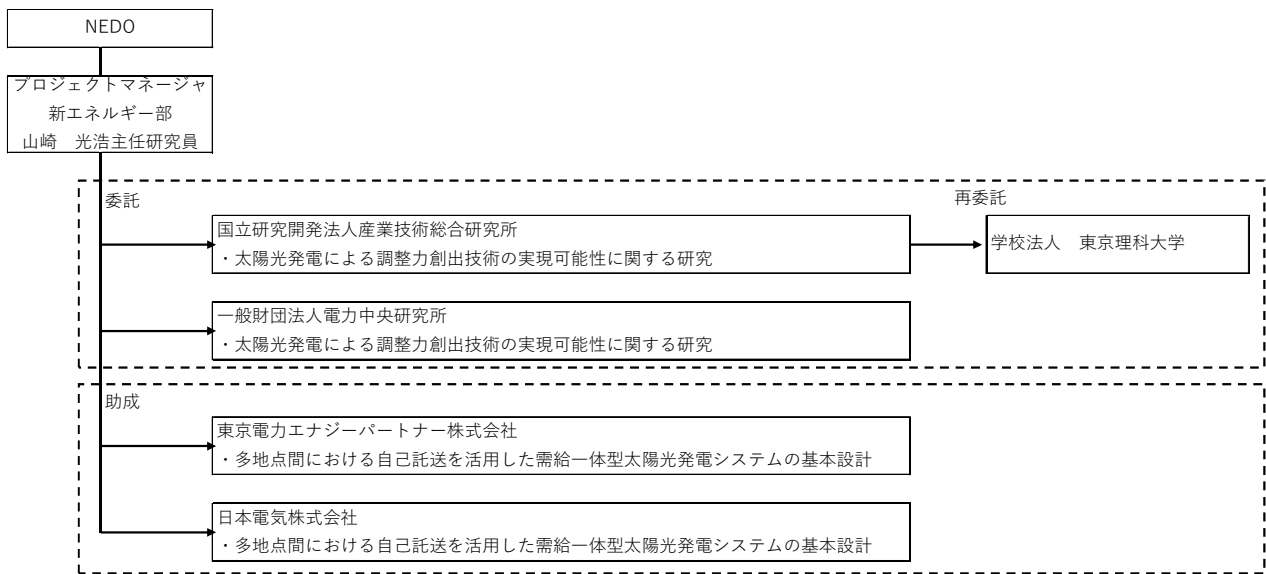 NEDO
プロジェクトマネージャ
新エネルギー部
山崎　光浩主任研究員
委託
再委託
国立研究開発法人産業技術総合研究所
・太陽光発電による調整力創出技術の実現可能性に関する研究
学校法人　東京理科大学
一般財団法人電力中央研究所
・太陽光発電による調整力創出技術の実現可能性に関する研究
助成
東京電力エナジーパートナー株式会社
・多地点間における自己託送を活用した需給一体型太陽光発電システムの基本設計
日本電気株式会社
・多地点間における自己託送を活用した需給一体型太陽光発電システムの基本設計